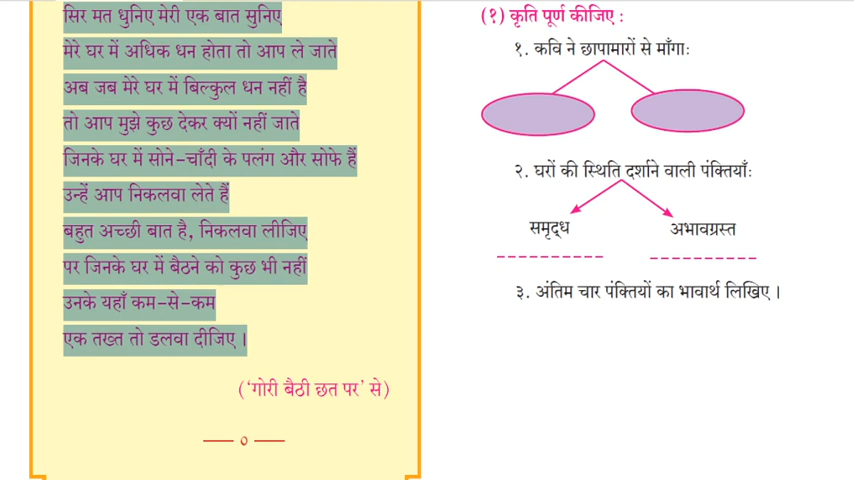 सिर मत धुनिए मेरी एक बात सुनिए
मेरे घर में अधिक धन होता तो आप ले जाते
अब जब मेरे घर में बिल्कुल धन नहीं है
तो आप मुझे कुछ देकर क्यों नहीं जाते
जिनके घर में सोने-चाँदी के पलंग और सोफे हैं
उन्हें आप निकलवा लेते हैं
बहुत अच्छी बात है, निकलवा लीजिए
पर जिनके घर में बैठने को कुछ भी नहीं
उनके यहाँ कम-से-कम
एक तख्त तो डलवा दीजिए ।
('गोरी बैठी छत पर' से)
०
(१) कृति पूर्ण कीजिए :
१. कवि ने छापामारों से माँगाः
२. घरों की स्थिति दर्शाने वाली पंक्तियाँः
समृद्ध अभावग्रस्त
३. अंतिम चार पंक्तियों का भावार्थ लिखिए ।